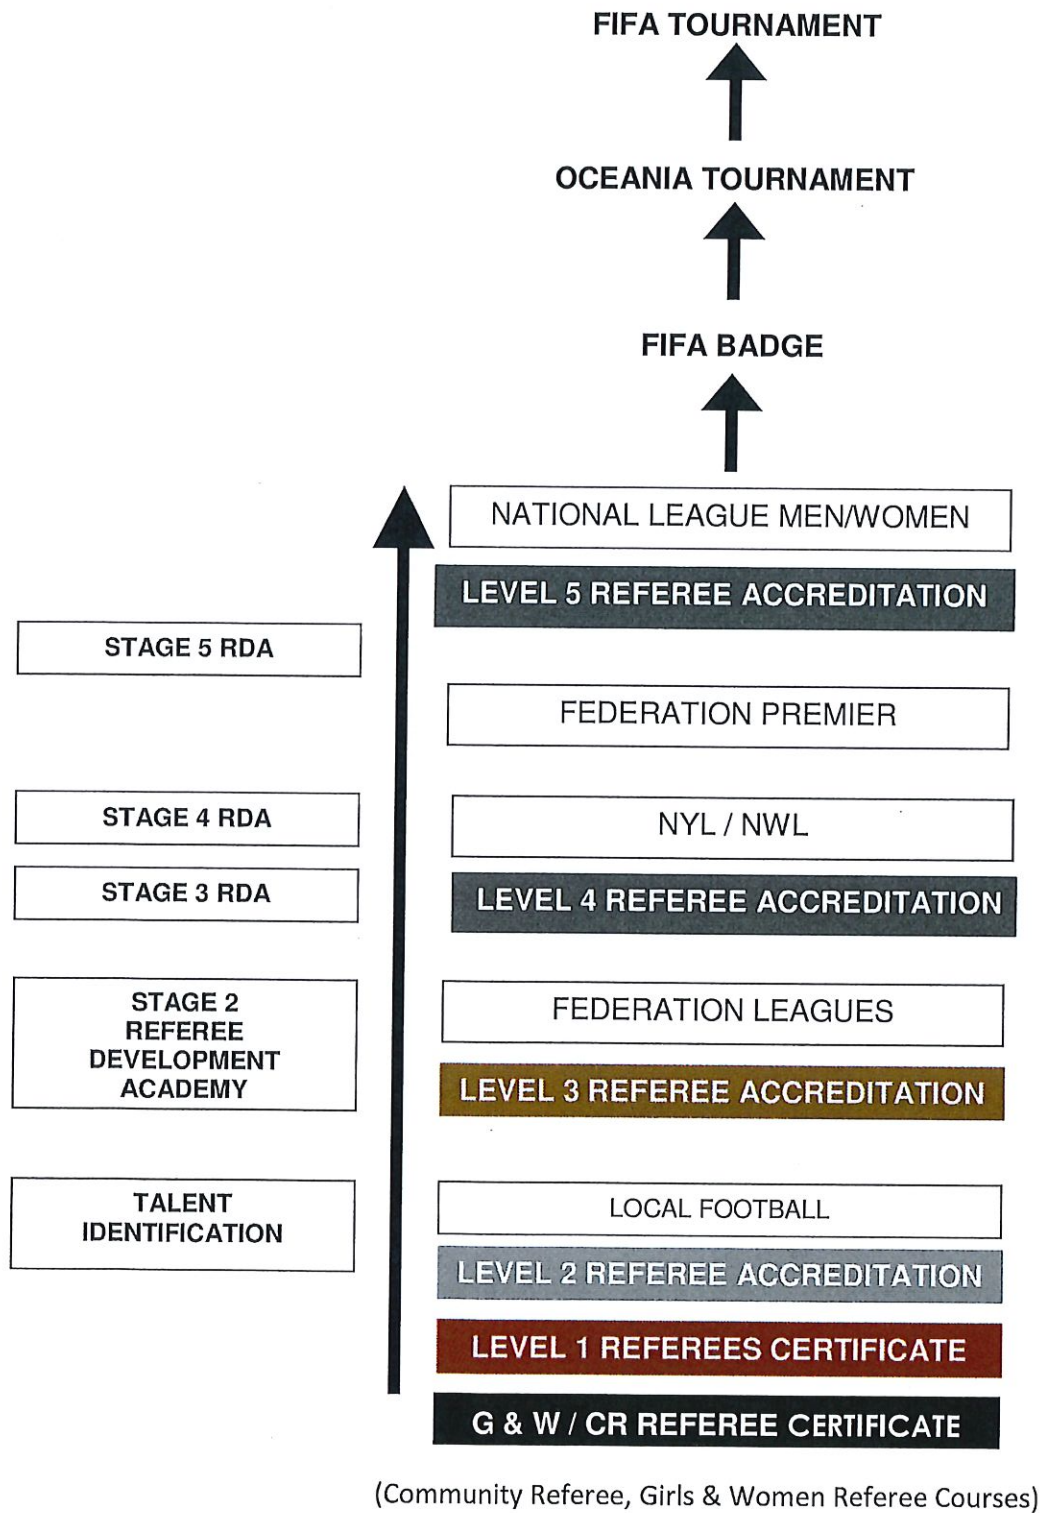 FIFA TOURNAMENT
OCEANIA TOURNAMENT
FIFA BADGE
NATIONAL LEAGUE MEN/WOMEN
LEVEL 5 REFEREE ACCREDITATION
STAGE 5 RDA
FEDERATION PREMIER
STAGE 4 RDA
NYL / NWL
STAGE 3 RDA
LEVEL 4 REFEREE ACCREDITATION
STAGE 2
REFEREE
DEVELOPMENT
ACADEMY
FEDERATION LEAGUES
LEVEL 3 REFEREE ACCREDITATION
TALENT
IDENTIFICATION
LOCAL FOOTBALL
LEVEL 2 REFEREE ACCREDITATION
LEVEL 1 REFEREES CERTIFICATE
G & W / CR REFEREE CERTIFICATE
(Community Referee, Girls & Women Referee Courses)